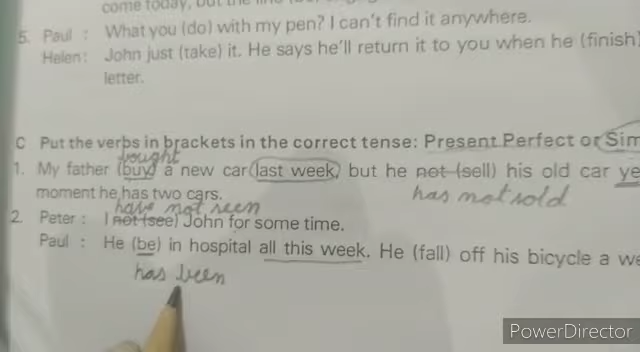 come today, but the
5. Paul : What you (do) with my pen? I can't find it anywhere.
Helen: John just (take) it. He says he'll return it to you when he (finish)
letter.
C Put the verbs in brackets in the correct tense: Present Perfect or Sim
bought
1. My father (buy) a new car (last week, but he not (sell) his old car ye
moment he has two cars. has not sold
have not seen
2. Peter : I not (see) John for some time.
Paul : He (be) in hospital all this week. He (fall) off his bicycle a we
has been
PowerDirector